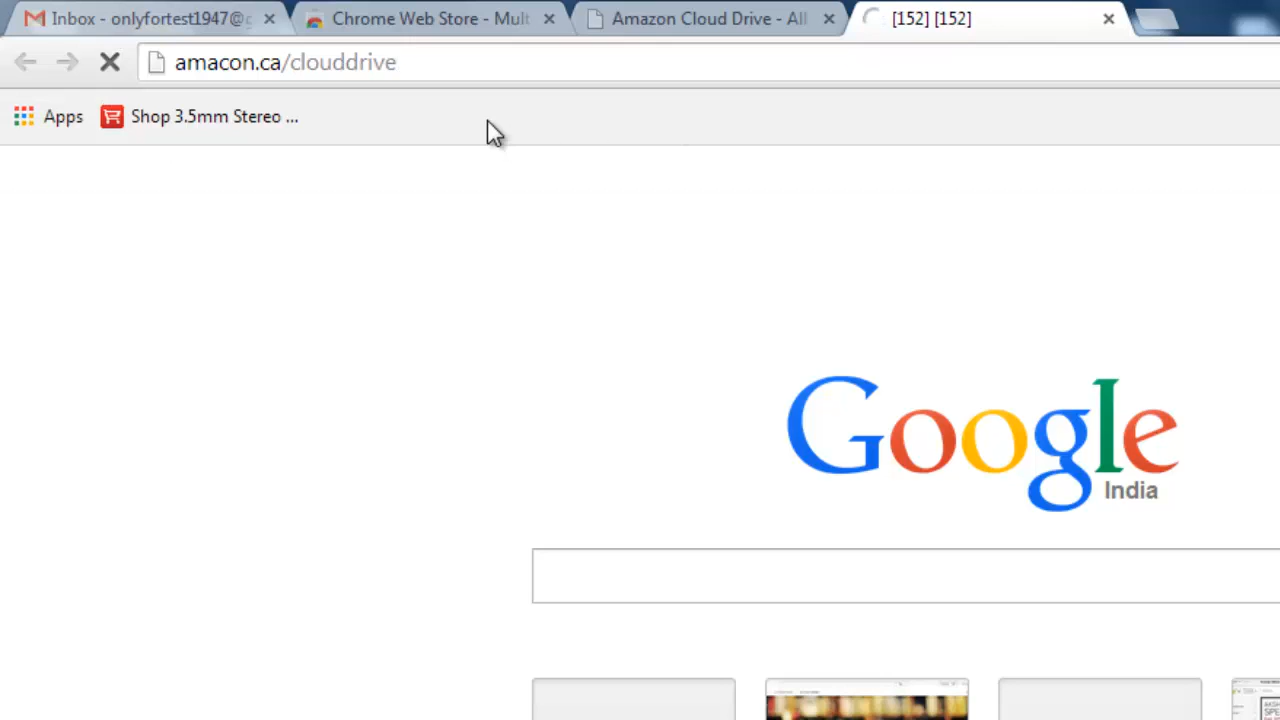 Inbox - onlyfortest1947@g
Chrome Web Store - Mult
Amazon Cloud Drive - All
[152] [152]
amacon.ca/clouddrive
Apps
Shop 3.5mm Stereo ...
Google
India